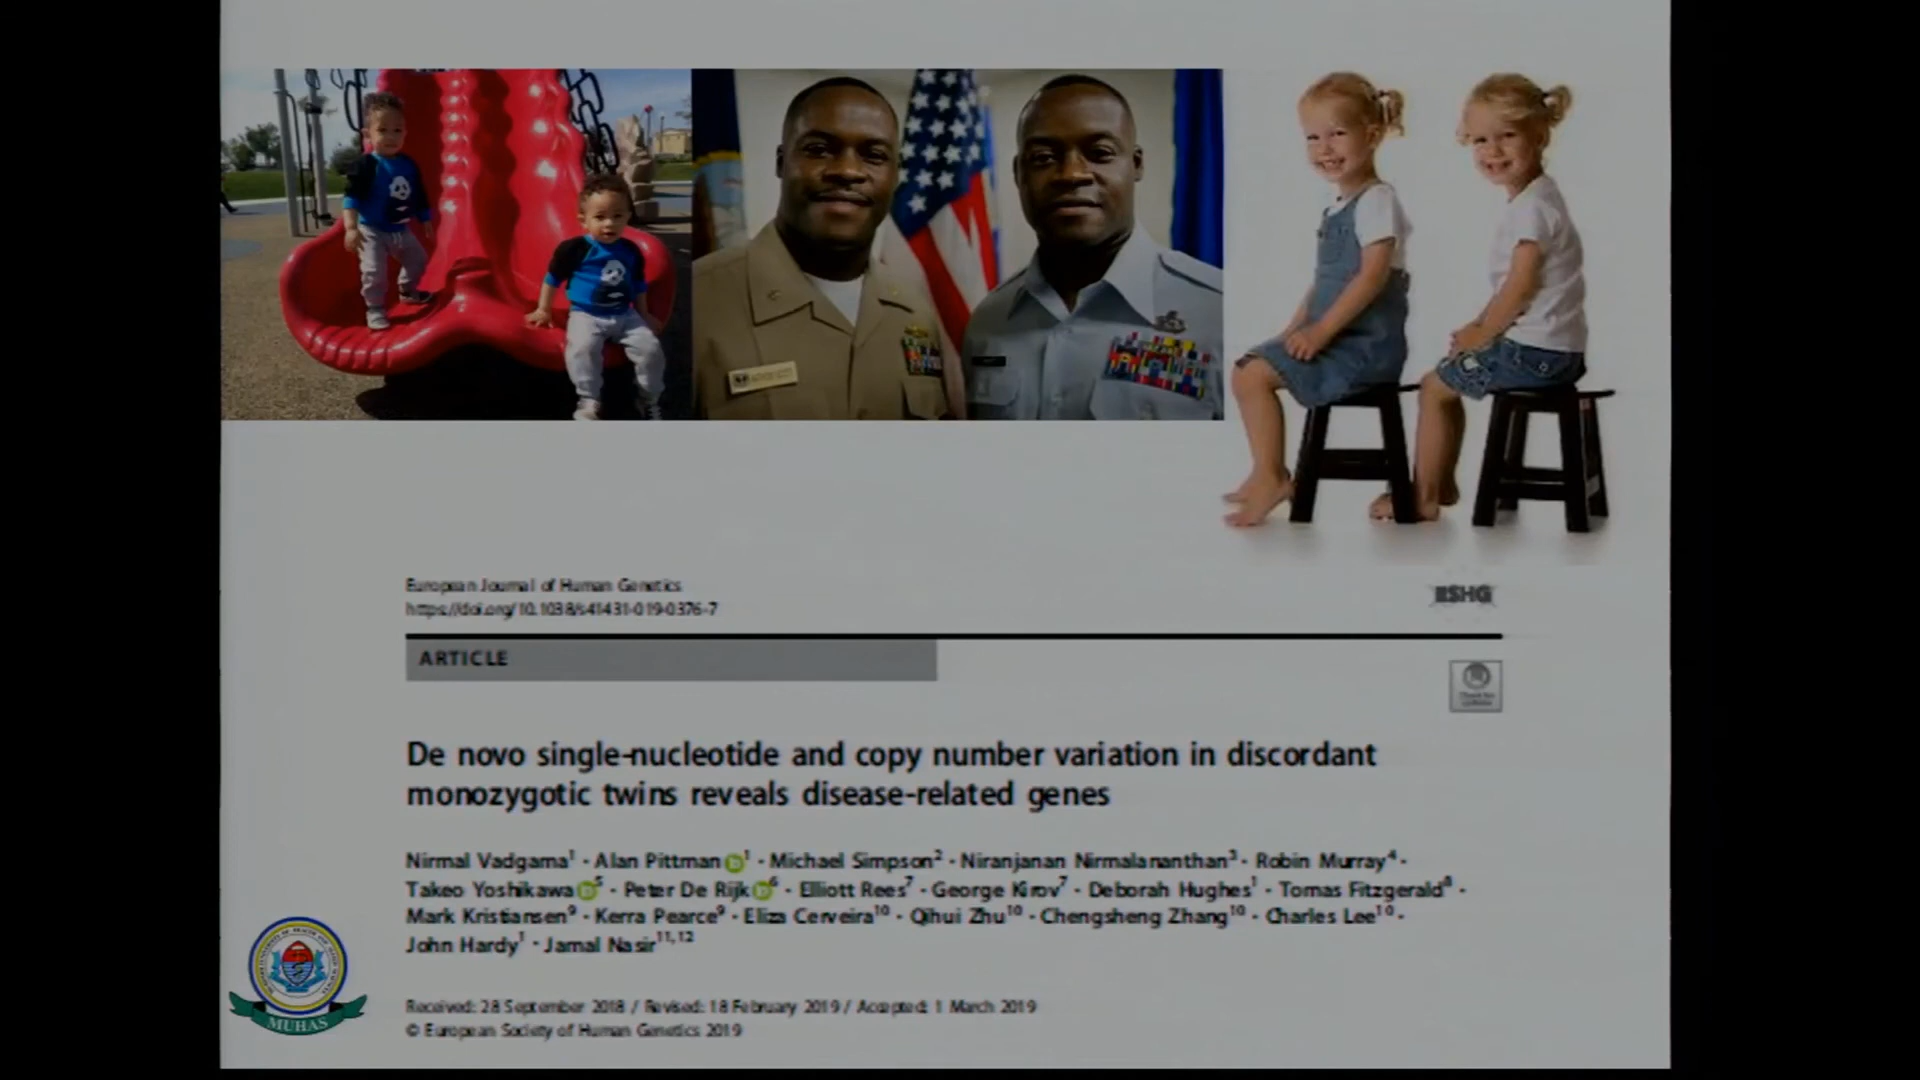 European Journal of Human Genetics
https://doi.org/10.1038/s41431-019-0376-7
ESHG
ARTICLE
Check for
updates
De novo single-nucleotide and copy number variation in discordant
monozygotic twins reveals disease-related genes
Nirmal Vadgama¹ · Alan Pittman¹ · Michael Simpson² · Niranjanan Nirmalananthan³ · Robin Murray⁴ ·
Takeo Yoshikawa⁵ · Peter De Rijk⁶ · Elliott Rees⁷ · George Kirov⁷ · Deborah Hughes¹ · Tomas Fitzgerald⁸ ·
Mark Kristiansen⁹ · Kerra Pearce⁹ · Eliza Cerveira¹⁰ · Qihui Zhu¹⁰ · Chengsheng Zhang¹⁰ · Charles Lee¹⁰ ·
John Hardy¹ · Jamal Nasir¹¹,¹²
Received: 28 September 2018 / Revised: 18 February 2019 / Accepted: 1 March 2019
© European Society of Human Genetics 2019
MUHAS